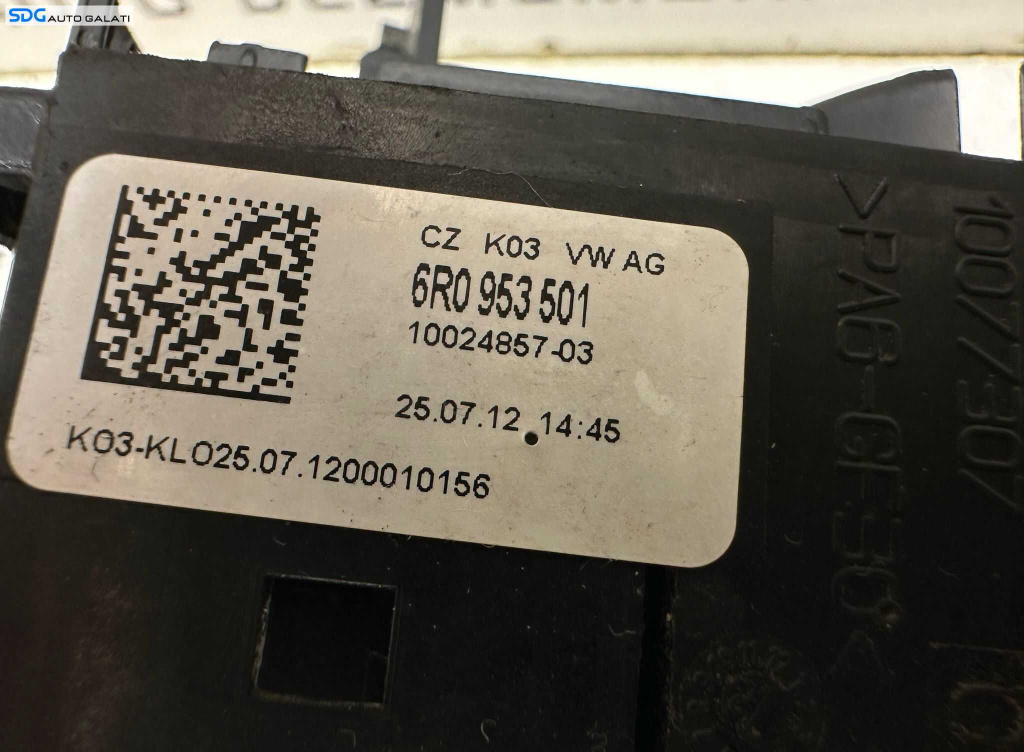 SDG AUTO GALATI
CZ K03 VW AG
6R0 953 501
10024857-03
25.07.12 14:45
K03-KLO25.07.1200010156
>PA6-GF30<
1007307